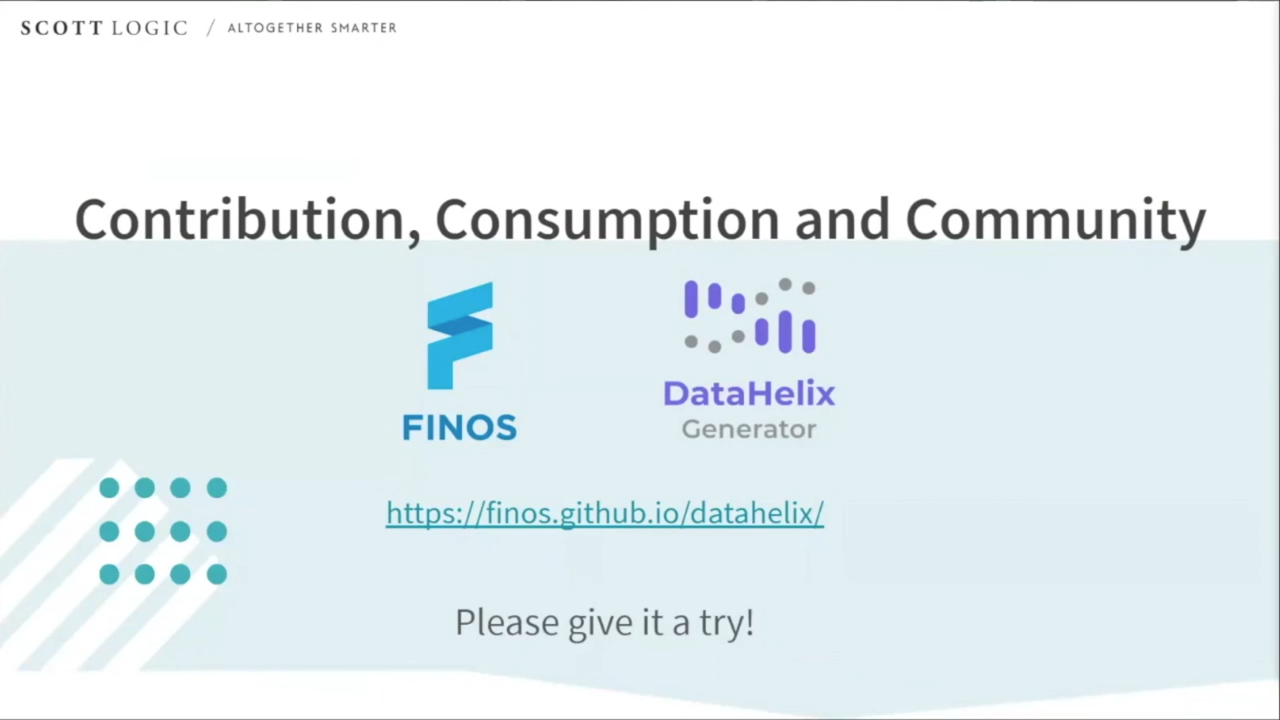 SCOTT LOGIC / ALTOGETHER SMARTER
Contribution, Consumption and Community
FINOS
DataHelix
Generator
https://finos.github.io/datahelix/
Please give it a try!